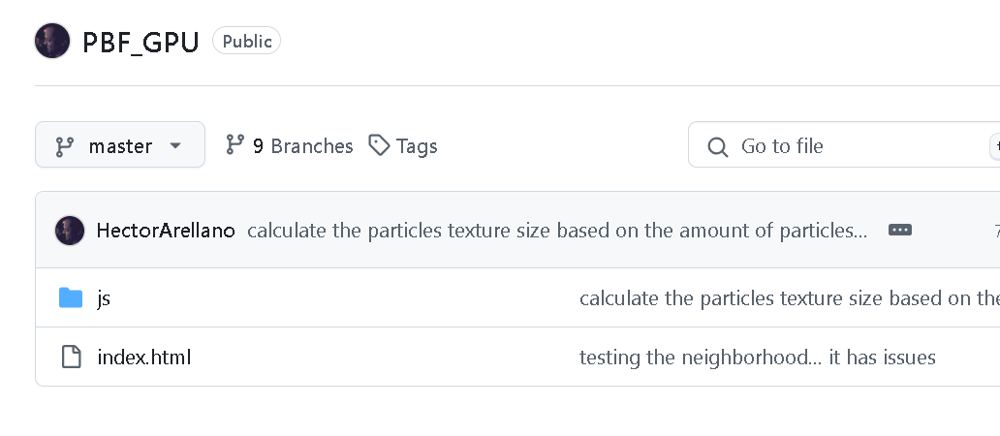 PBF_GPU Public
master 9 Branches Tags Go to file
HectorArellano calculate the particles texture size based on the amount of particles...
js calculate the particles texture size based on the
index.html testing the neighborhood... it has issues